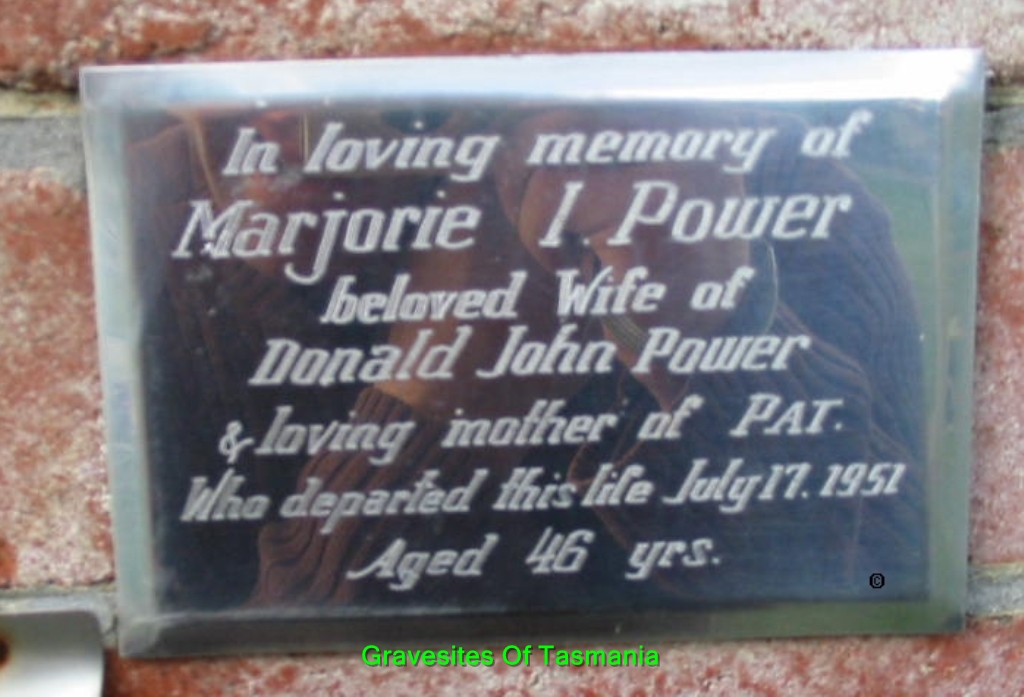 In loving memory of
Marjorie I. Power
beloved Wife of
Donald John Power
& loving mother of PAT.
Who departed this life July 17. 1951
Aged 46 yrs.
©
Gravesites Of Tasmania